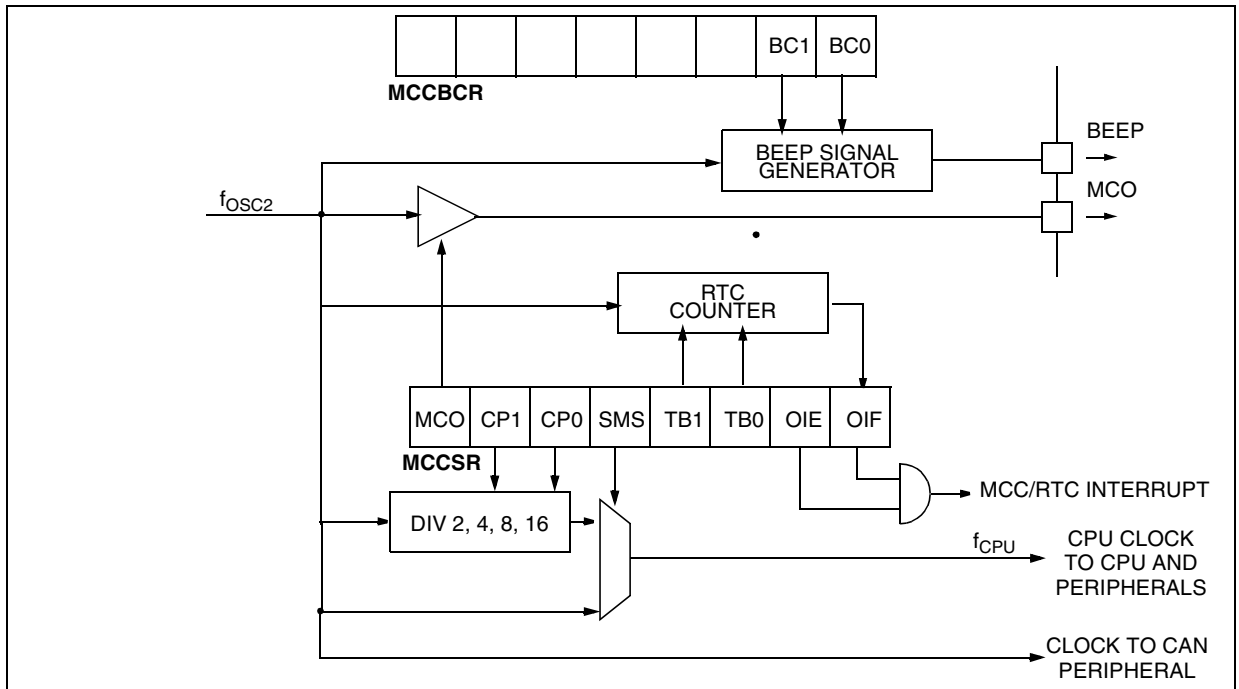 BC1 BC0
MCCBCR
BEEP
BEEP SIGNAL
GENERATOR
MCO
fOSC2
RTC
COUNTER
MCO CP1 CP0 SMS TB1 TB0 OIE OIF
MCCSR
MCC/RTC INTERRUPT
DIV 2, 4, 8, 16
fCPU
CPU CLOCK
TO CPU AND
PERIPHERALS
CLOCK TO CAN
PERIPHERAL